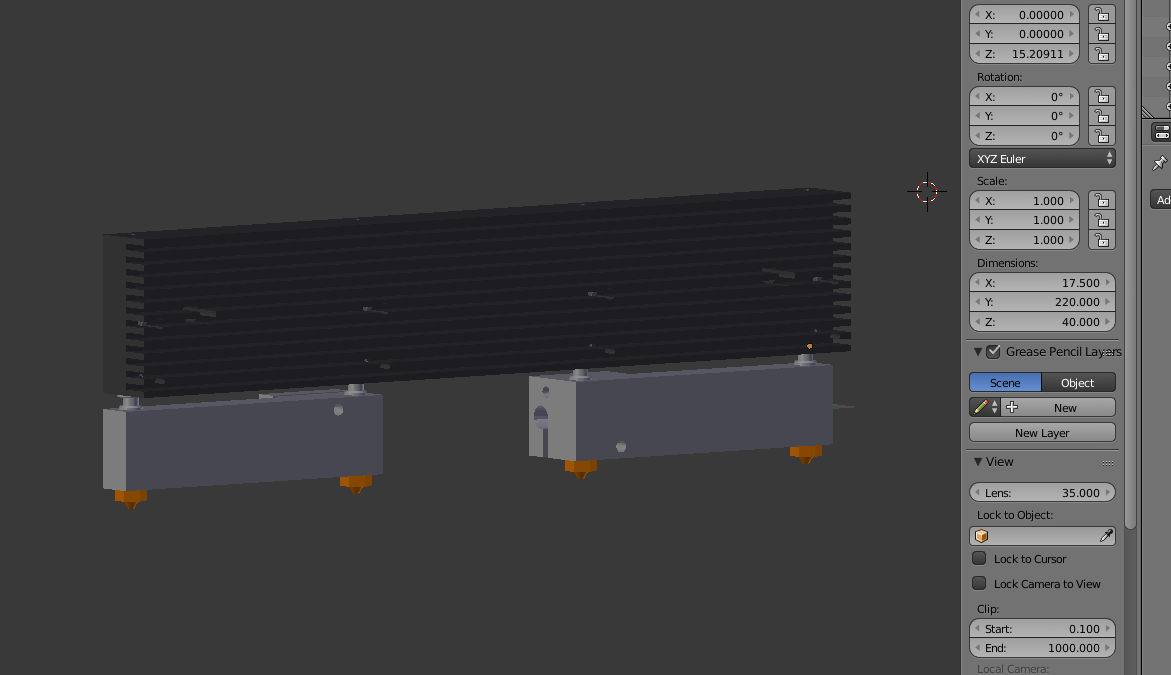 X: 0.00000
Y: 0.00000
Z: 15.20911
Rotation:
X: 0°
Y: 0°
Z: 0°
XYZ Euler
Scale:
X: 1.000
Y: 1.000
Z: 1.000
Dimensions:
X: 17.500
Y: 220.000
Z: 40.000
Grease Pencil Layers
Scene Object
New
New Layer
View
Lens: 35.000
Lock to Object:
Lock to Cursor
Lock Camera to View
Clip:
Start: 0.100
End: 1000.000
Local Camera:
Ad